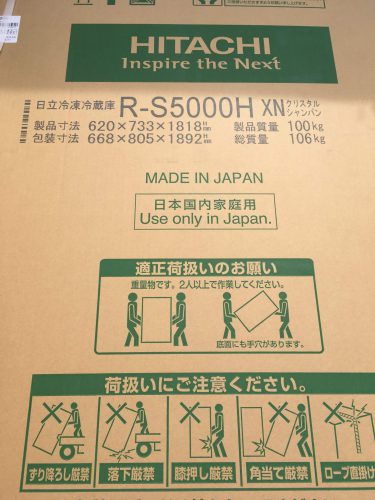 HITACHI
Inspire the Next
日立冷凍冷蔵庫 R-S5000H XN クリスタル シャンパン
製品寸法 620×733×1818 H mm 製品質量 100kg
包装寸法 668×805×1892 H mm 総質量 106kg
MADE IN JAPAN
日本国内家庭用
Use only in Japan.
適正荷扱いのお願い
重量物です。2人以上で作業してください。
底面にも手穴があります。
荷扱いにご注意ください。
ずり降ろし厳禁 落下厳禁 膝押し厳禁 角当て厳禁 ロープ直掛け